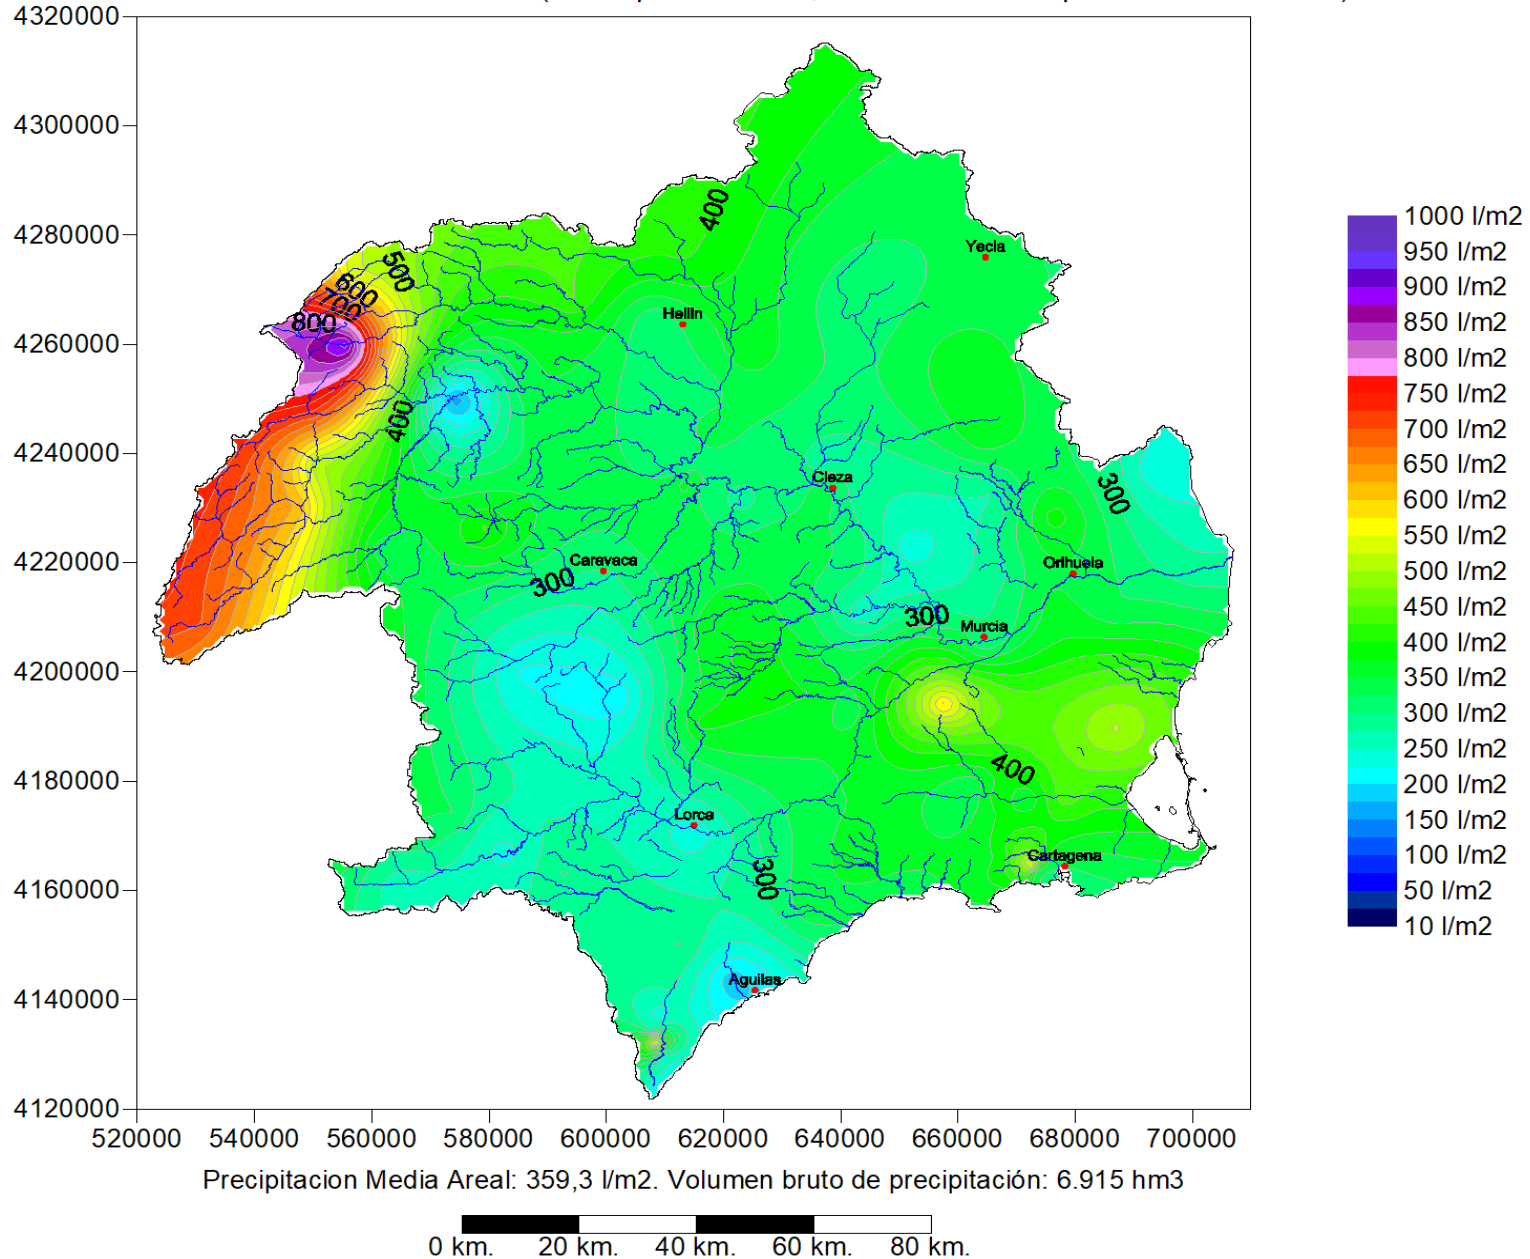 4320000
4300000
4280000
4260000
4240000
4220000
4200000
4180000
4160000
4140000
4120000
520000 540000 560000 580000 600000 620000 640000 660000 680000 700000
400
500
600
700
800
400
300
300
300
400
300
Yecla
Hellin
Cieza
Caravaca
Orihuela
Murcia
Lorca
Cartagena
Aguilas
1000 l/m2
950 l/m2
900 l/m2
850 l/m2
800 l/m2
750 l/m2
700 l/m2
650 l/m2
600 l/m2
550 l/m2
500 l/m2
450 l/m2
400 l/m2
350 l/m2
300 l/m2
250 l/m2
200 l/m2
150 l/m2
100 l/m2
50 l/m2
10 l/m2
Precipitacion Media Areal: 359,3 l/m2. Volumen bruto de precipitación: 6.915 hm3
0 km. 20 km. 40 km. 60 km. 80 km.